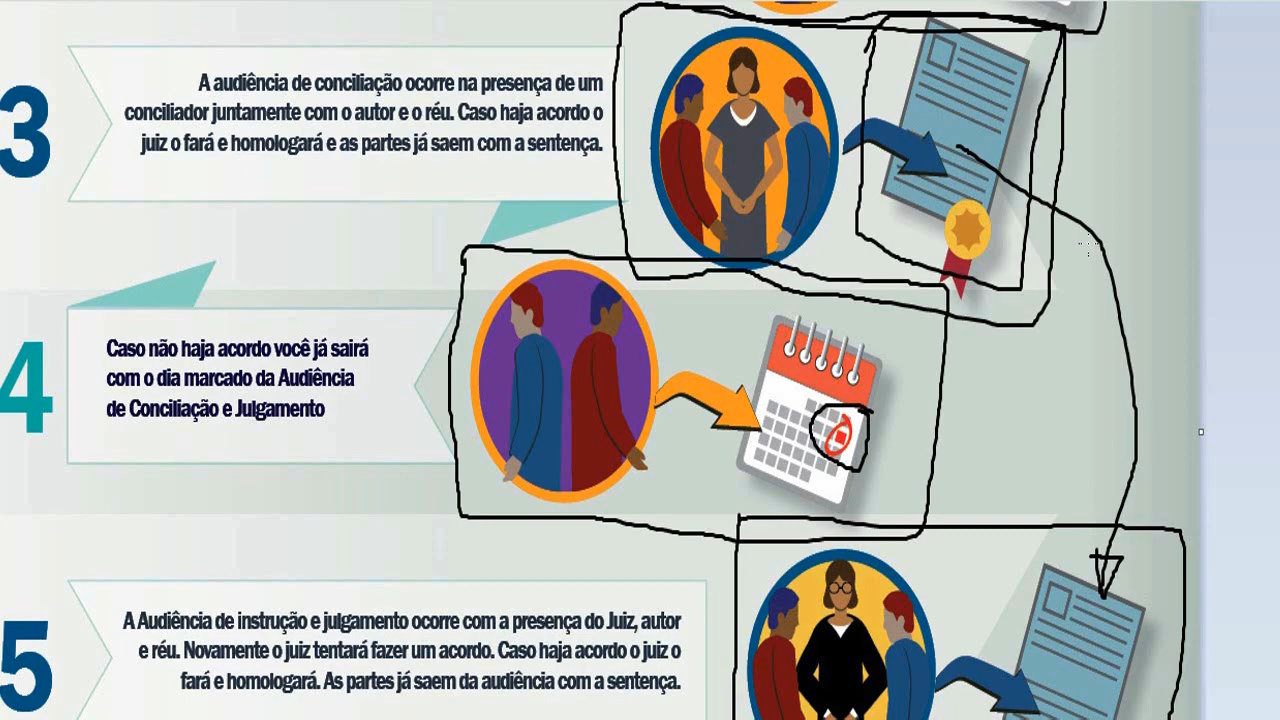 3
A audiência de conciliação ocorre na presença de um
conciliador juntamente com o autor e o réu. Caso haja acordo o
juiz o fará e homologará e as partes já saem com a sentença.
4
Caso não haja acordo você já sairá
com o dia marcado da Audiência
de Conciliação e Julgamento
5
A Audiência de instrução e julgamento ocorre com a presença do Juiz, autor
e réu. Novamente o juiz tentará fazer um acordo. Caso haja acordo o juiz o
fará e homologará. As partes já saem da audiência com a sentença.